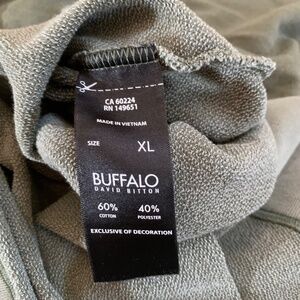 CA 60224
RN 149651
MADE IN VIETNAM
SIZE XL
BUFFALO
DAVID BITTON
60% 40%
COTTON POLYESTER
EXCLUSIVE OF DECORATION